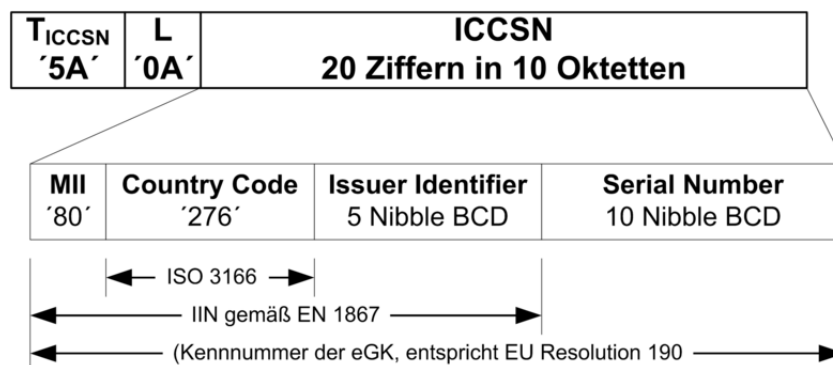 T_ICCSN L ICCSN
´5A´ ´0A´ 20 Ziffern in 10 Oktetten
MII Country Code Issuer Identifier Serial Number
´80´ ´276´ 5 Nibble BCD 10 Nibble BCD
ISO 3166
IIN gemäß EN 1867
(Kennnummer der eGK, entspricht EU Resolution 190